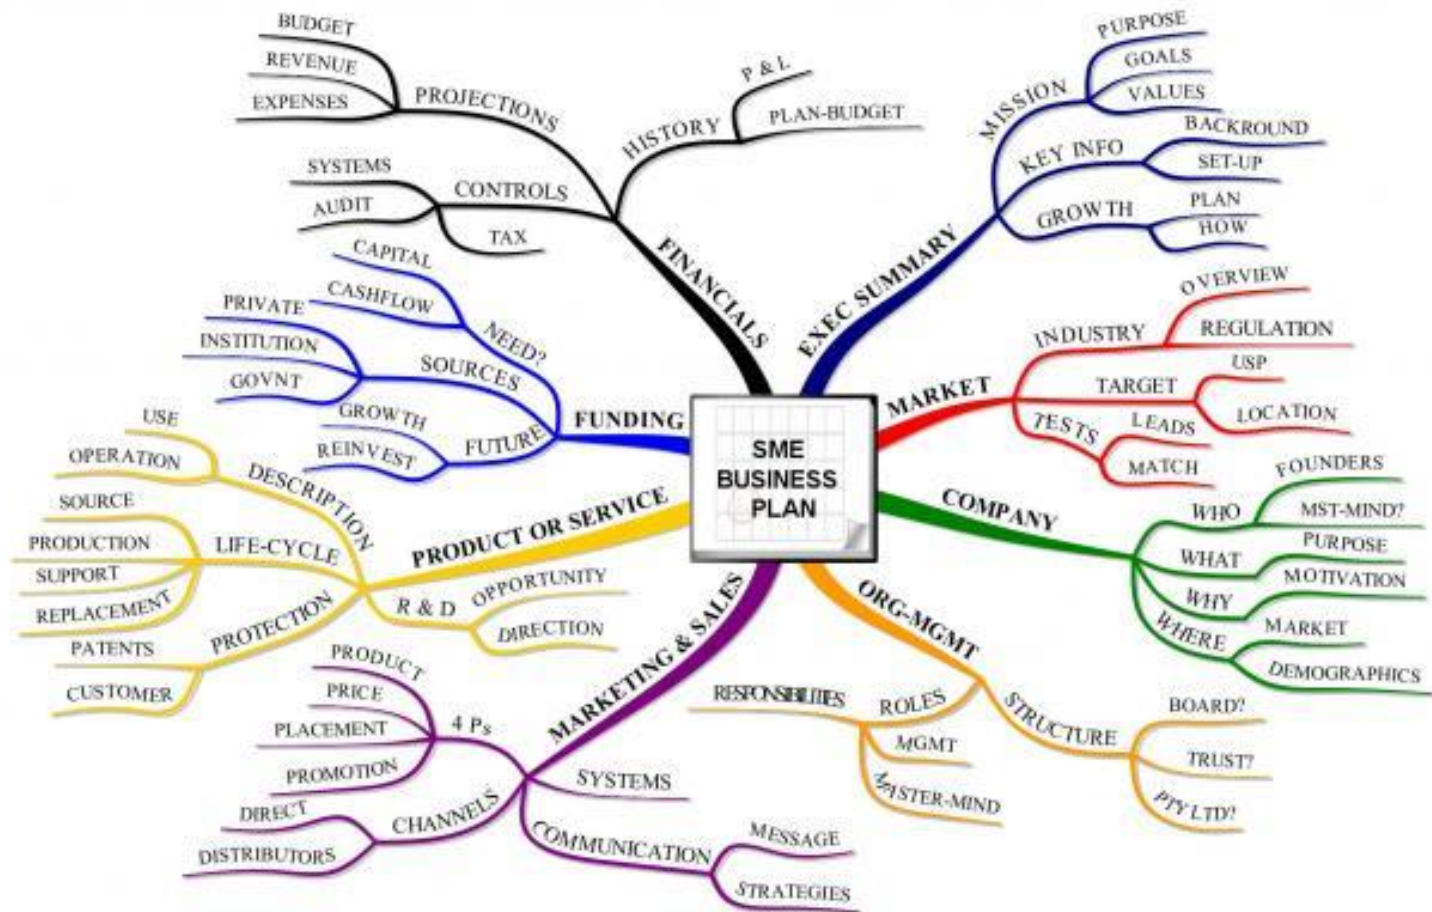 SME
BUSINESS
PLAN
EXEC SUMMARY
MISSION
PURPOSE
GOALS
VALUES
KEY INFO
BACKROUND
SET-UP
GROWTH
PLAN
HOW
MARKET
INDUSTRY
OVERVIEW
REGULATION
TARGET
USP
LOCATION
TESTS
LEADS
MATCH
COMPANY
WHO
FOUNDERS
MST-MIND?
WHAT
PURPOSE
WHY
MOTIVATION
WHERE
MARKET
DEMOGRAPHICS
ORG-MGMT
STRUCTURE
BOARD?
TRUST?
PTY LTD?
ROLES
RESPONSIBILITES
MGMT
MASTER-MIND
MARKETING & SALES
SYSTEMS
COMMUNICATION
MESSAGE
STRATEGIES
CHANNELS
DIRECT
DISTRIBUTORS
4 Ps
PRODUCT
PRICE
PLACEMENT
PROMOTION
PRODUCT OR SERVICE
R & D
OPPORTUNITY
DIRECTION
PROTECTION
PATENTS
CUSTOMER
LIFE-CYCLE
SOURCE
PRODUCTION
SUPPORT
REPLACEMENT
DESCRIPTION
USE
OPERATION
FUNDING
FUTURE
GROWTH
REINVEST
SOURCES
PRIVATE
INSTITUTION
GOVNT
NEED?
CAPITAL
CASHFLOW
FINANCIALS
CONTROLS
SYSTEMS
AUDIT
TAX
PROJECTIONS
BUDGET
REVENUE
EXPENSES
HISTORY
P & L
PLAN-BUDGET